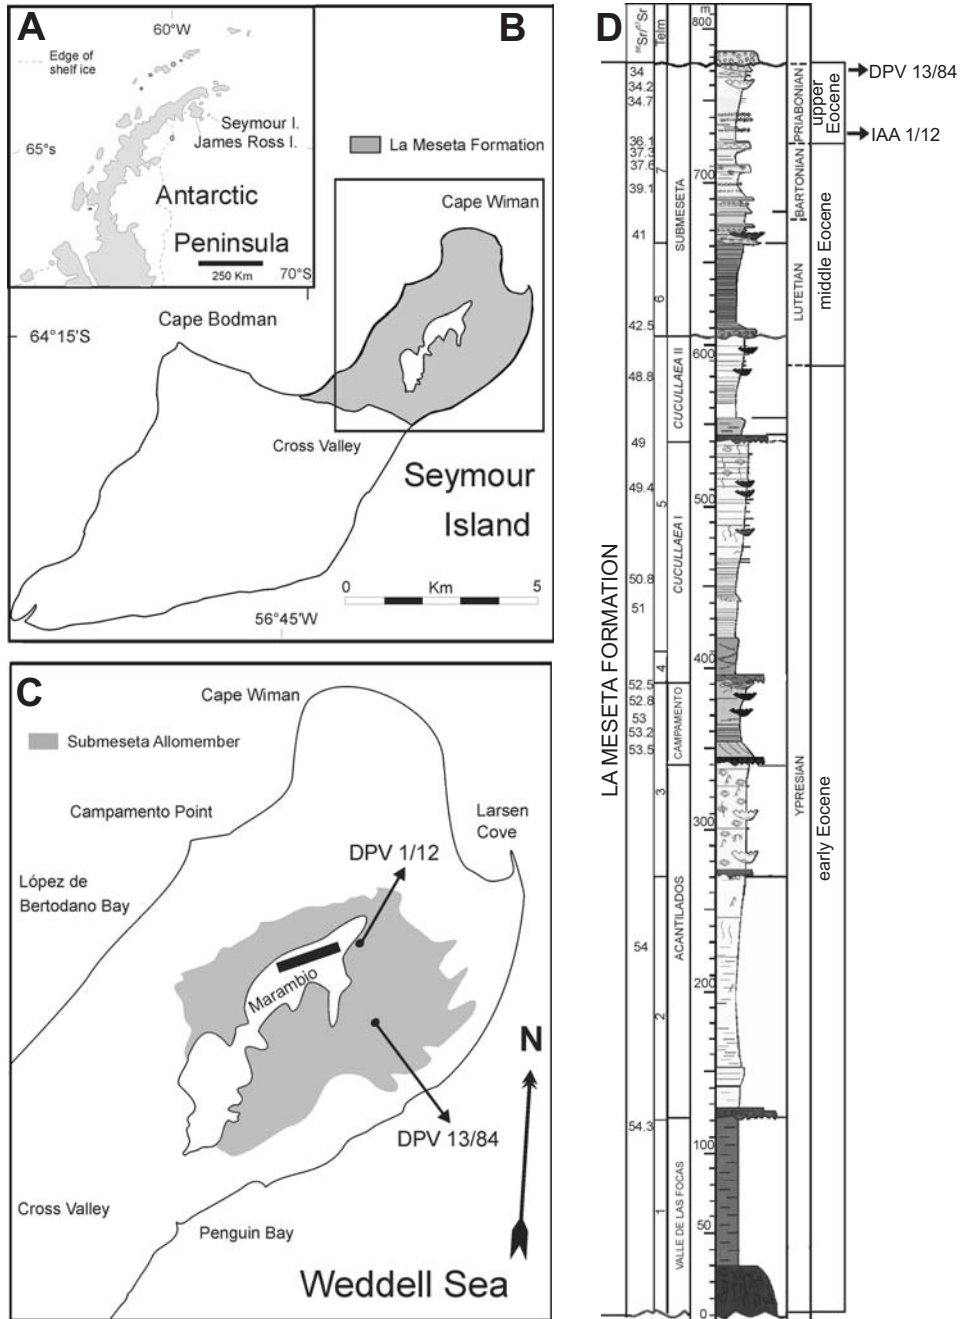 A
60°W
Edge of
shelf ice
Seymour I.
James Ross I.
65°s
Antarctic
Peninsula
250 Km
70°S
B
La Meseta Formation
Cape Wiman
64°15'S
Cape Bodman
Cross Valley
Seymour
Island
0 Km 5
56°45'W
C
Cape Wiman
Submeseta Allomember
Campamento Point
Larsen
Cove
DPV 1/12
López de
Bertodano Bay
Marambio
N
DPV 13/84
Cross Valley
Penguin Bay
Weddell Sea
D
LA MESETA FORMATION
Telm
m
800
34
34.2
34.7
36.1
37.3
37.6
39.1
41
42.5
48.8
49
49.4
50.8
51
52.5
52.8
53
53.2
53.5
54
54.3
7
6
5
4
3
2
1
SUBMESETA
CUCULLAEA II
CUCULLAEA I
CAMPAMENTO
ACANTILADOS
VALLE DE LAS FOCAS
700
600
500
400
300
200
100
50
0
PRIABONIAN
BARTONIAN
LUTETIAN
YPRESIAN
upper
Eocene
middle Eocene
early Eocene
DPV 13/84
IAA 1/12